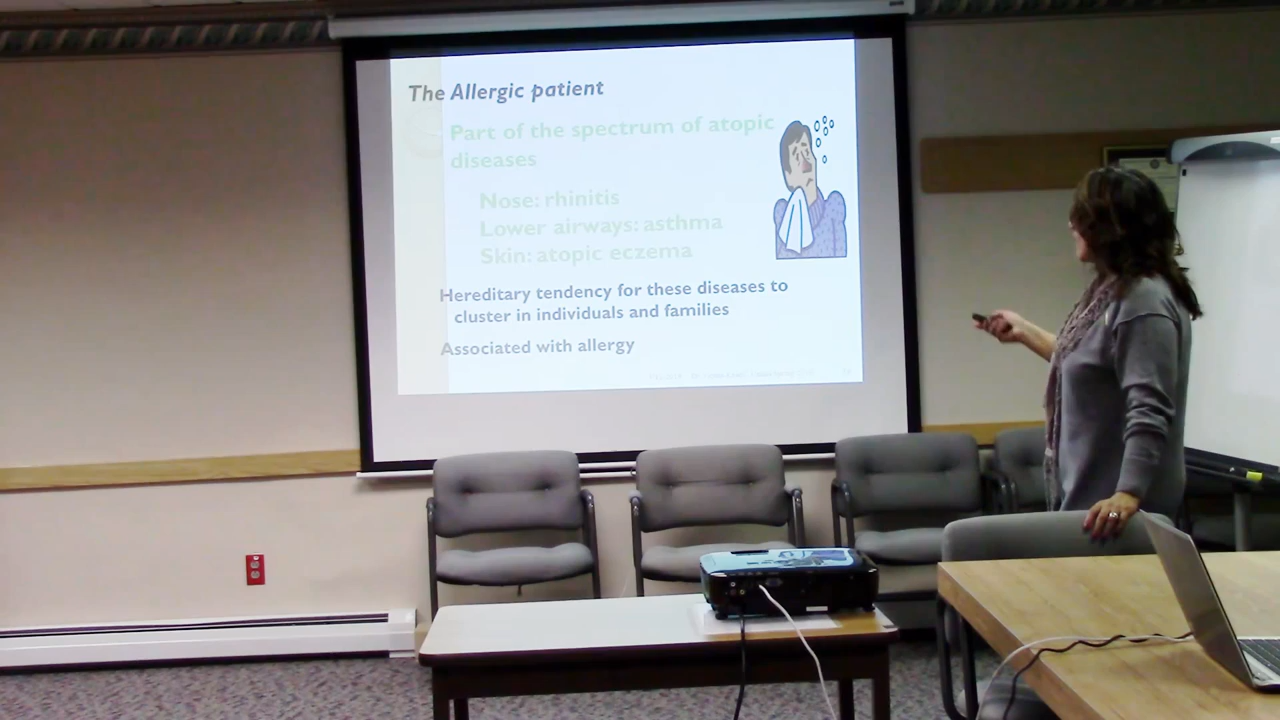 The Allergic patient
Part of the spectrum of atopic
diseases
Nose: rhinitis
Lower airways: asthma
Skin: atopic eczema
Hereditary tendency for these diseases to
cluster in individuals and families
Associated with allergy